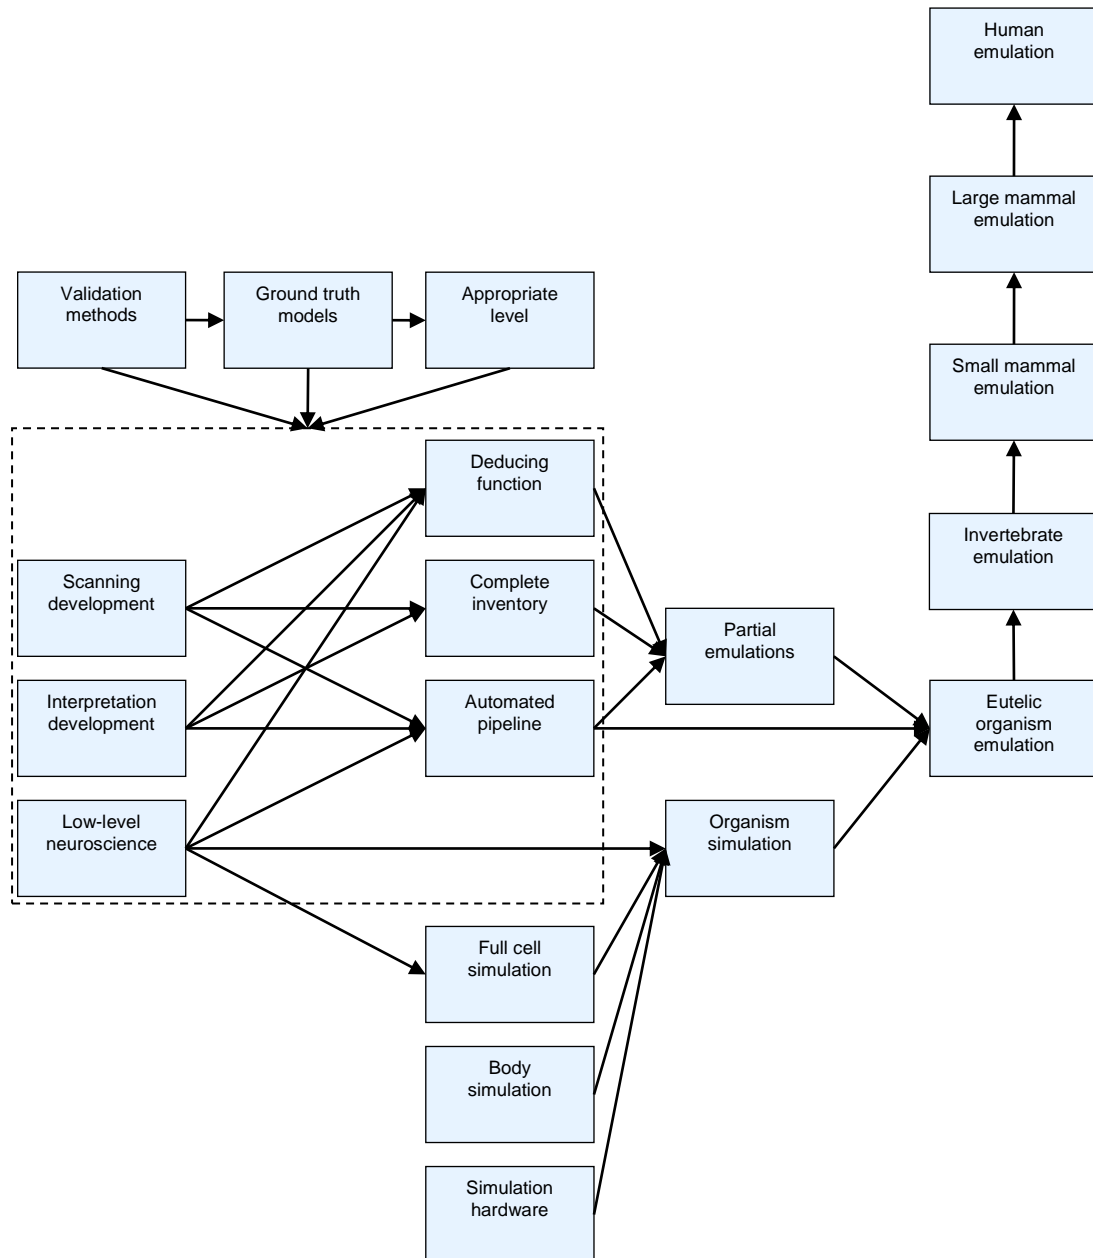 Human
emulation
Large mammal
emulation
Validation
methods
Ground truth
models
Appropriate
level
Small mammal
emulation
Deducing
function
Invertebrate
emulation
Scanning
development
Complete
inventory
Partial
emulations
Interpretation
development
Automated
pipeline
Eutelic
organism
emulation
Low-level
neuroscience
Organism
simulation
Full cell
simulation
Body
simulation
Simulation
hardware